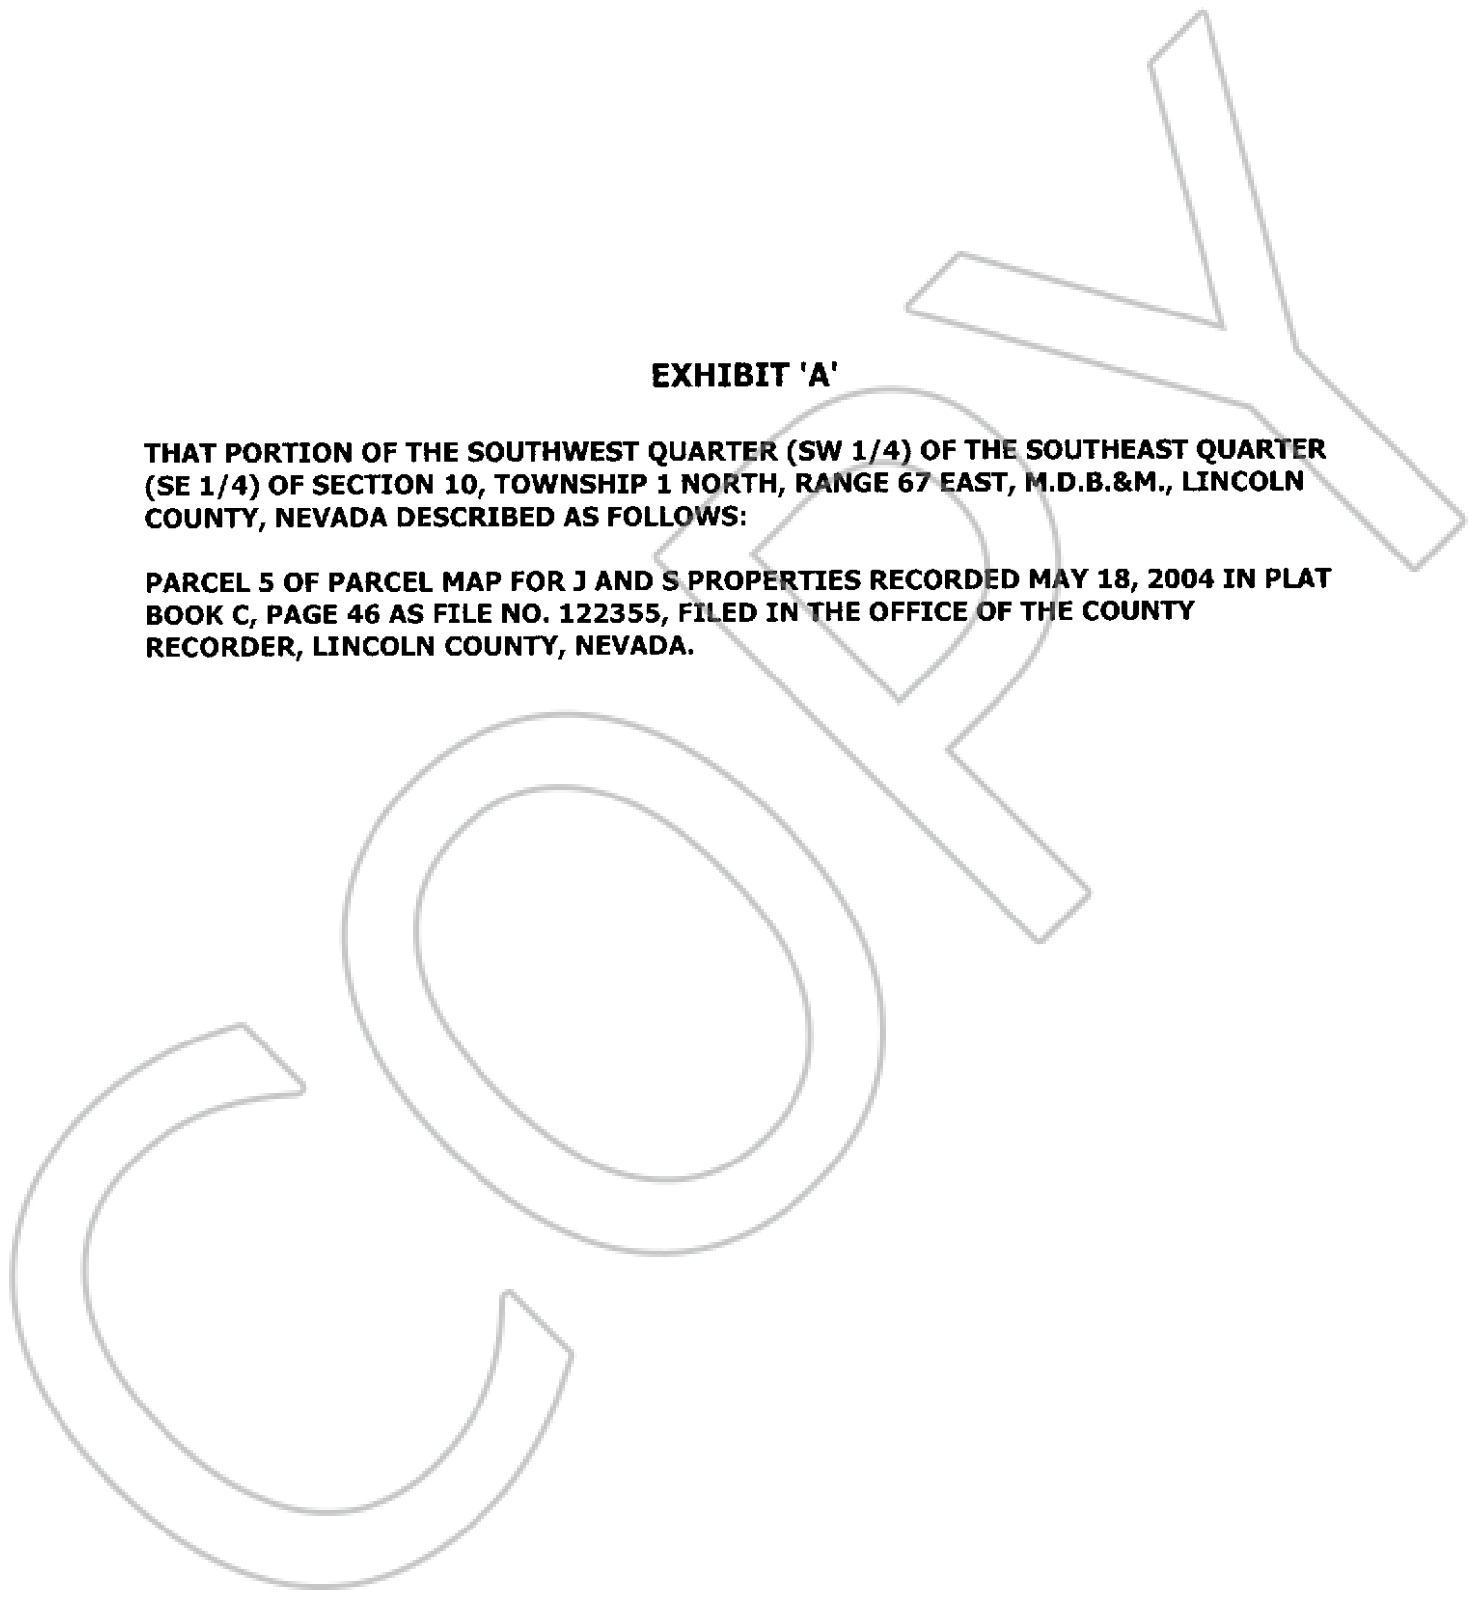 EXHIBIT 'A'
THAT PORTION OF THE SOUTHWEST QUARTER (SW 1/4) OF THE SOUTHEAST QUARTER
(SE 1/4) OF SECTION 10, TOWNSHIP 1 NORTH, RANGE 67 EAST, M.D.B.&M., LINCOLN
COUNTY, NEVADA DESCRIBED AS FOLLOWS:
PARCEL 5 OF PARCEL MAP FOR J AND S PROPERTIES RECORDED MAY 18, 2004 IN PLAT
BOOK C, PAGE 46 AS FILE NO. 122355, FILED IN THE OFFICE OF THE COUNTY
RECORDER, LINCOLN COUNTY, NEVADA.
COPY